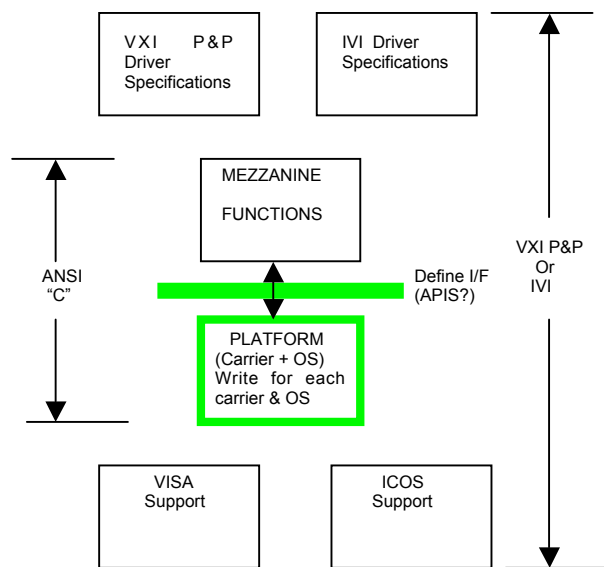 VXI P&P
Driver
Specifications
IVI Driver
Specifications
MEZZANINE
FUNCTIONS
ANSI
“C”
Define I/F
(APIS?)
VXI P&P
Or
IVI
PLATFORM
(Carrier + OS)
Write for each
carrier & OS
VISA
Support
ICOS
Support